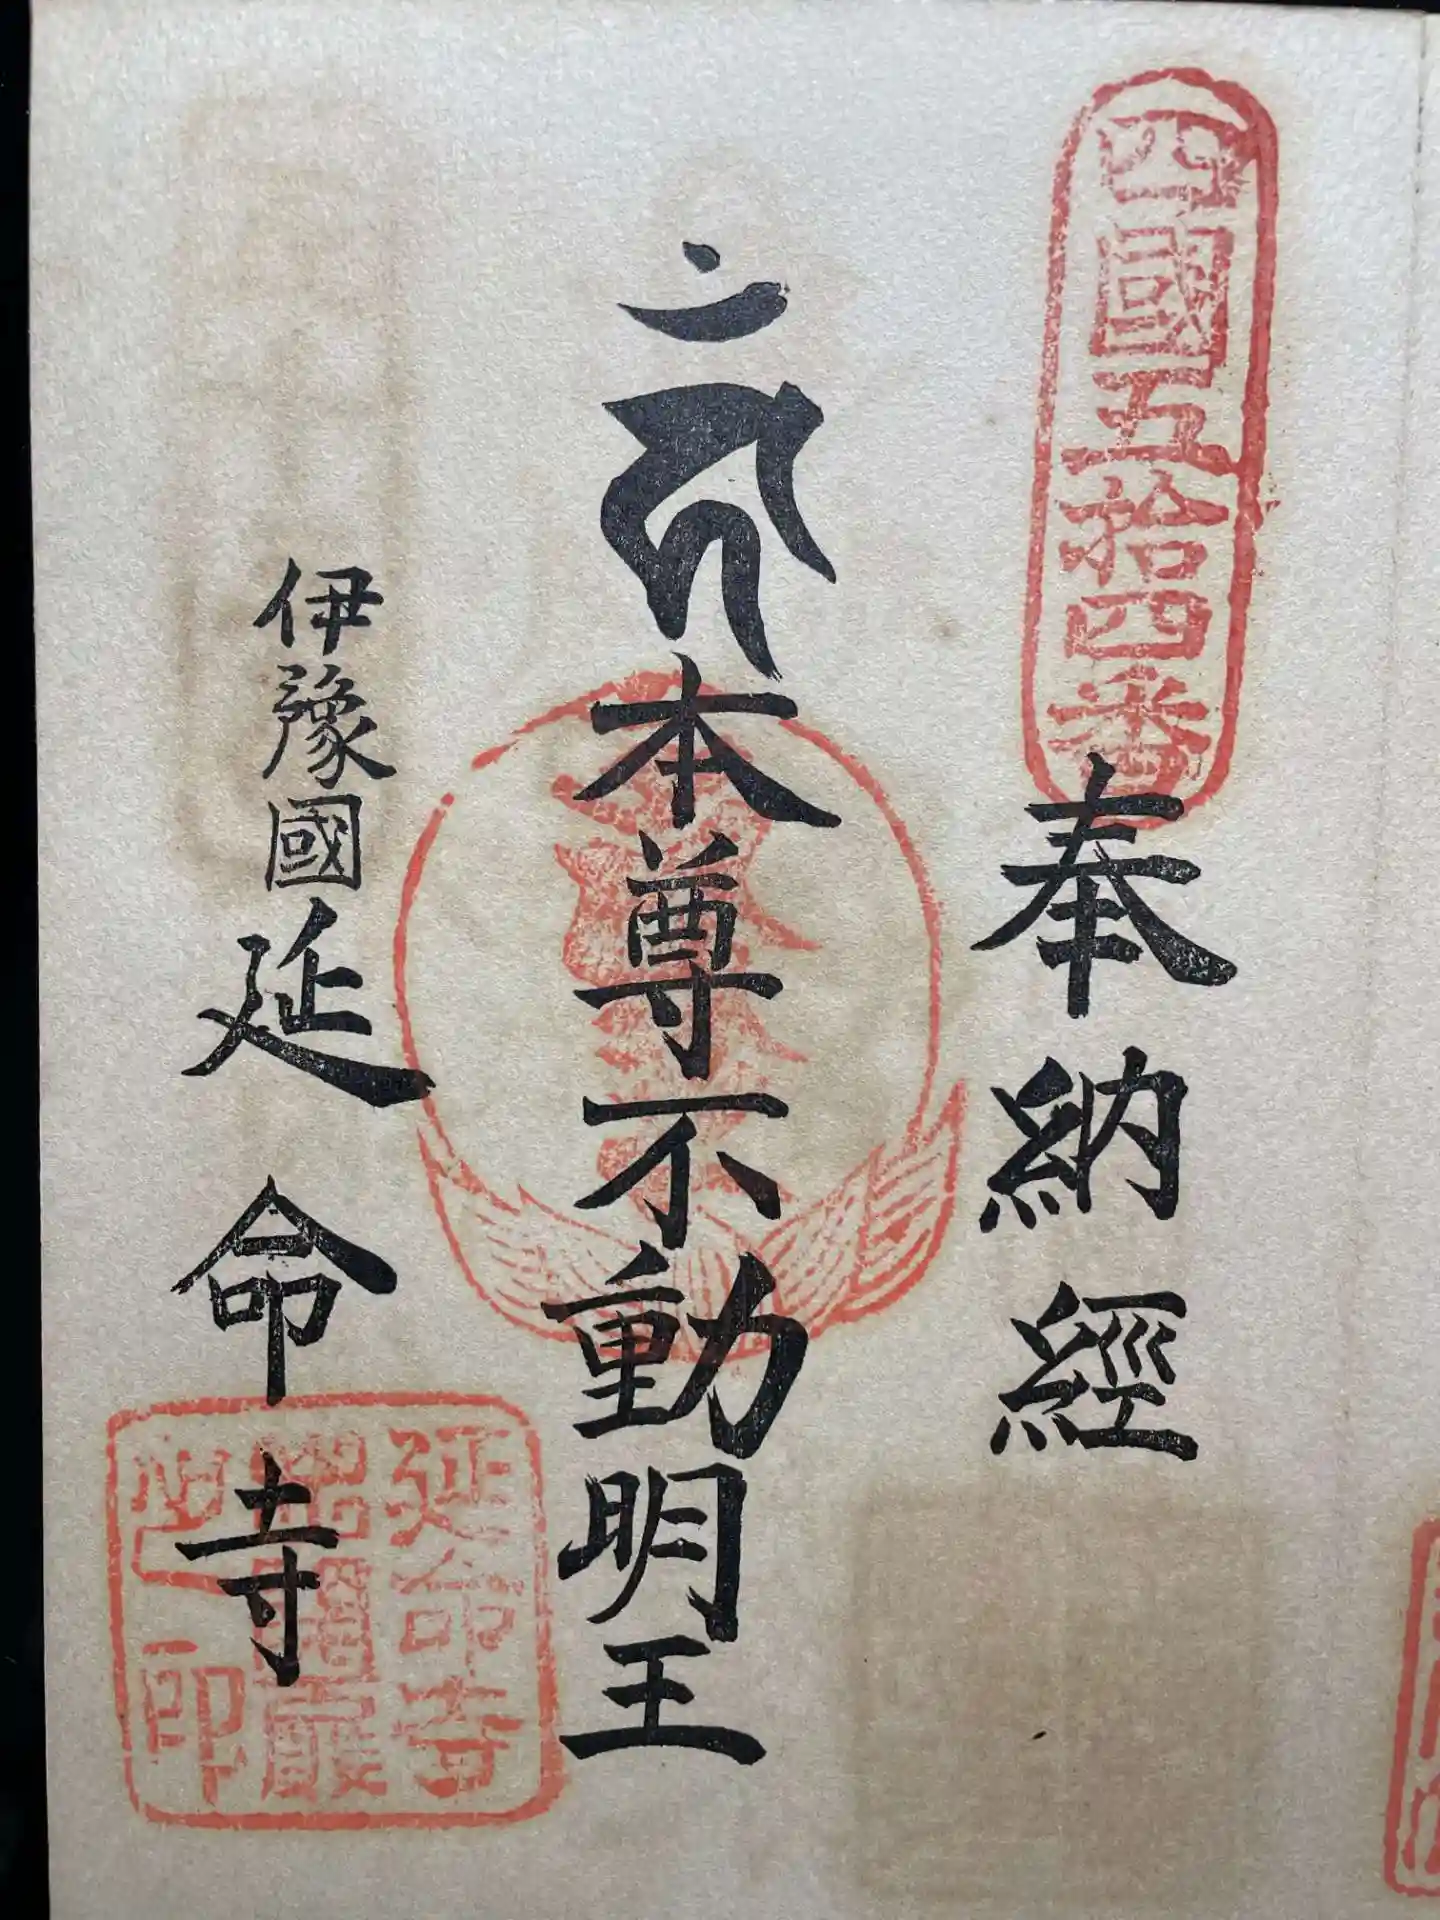 四國五拾四番
奉納經
本尊不動明王
伊豫國延命寺
延命寺
印